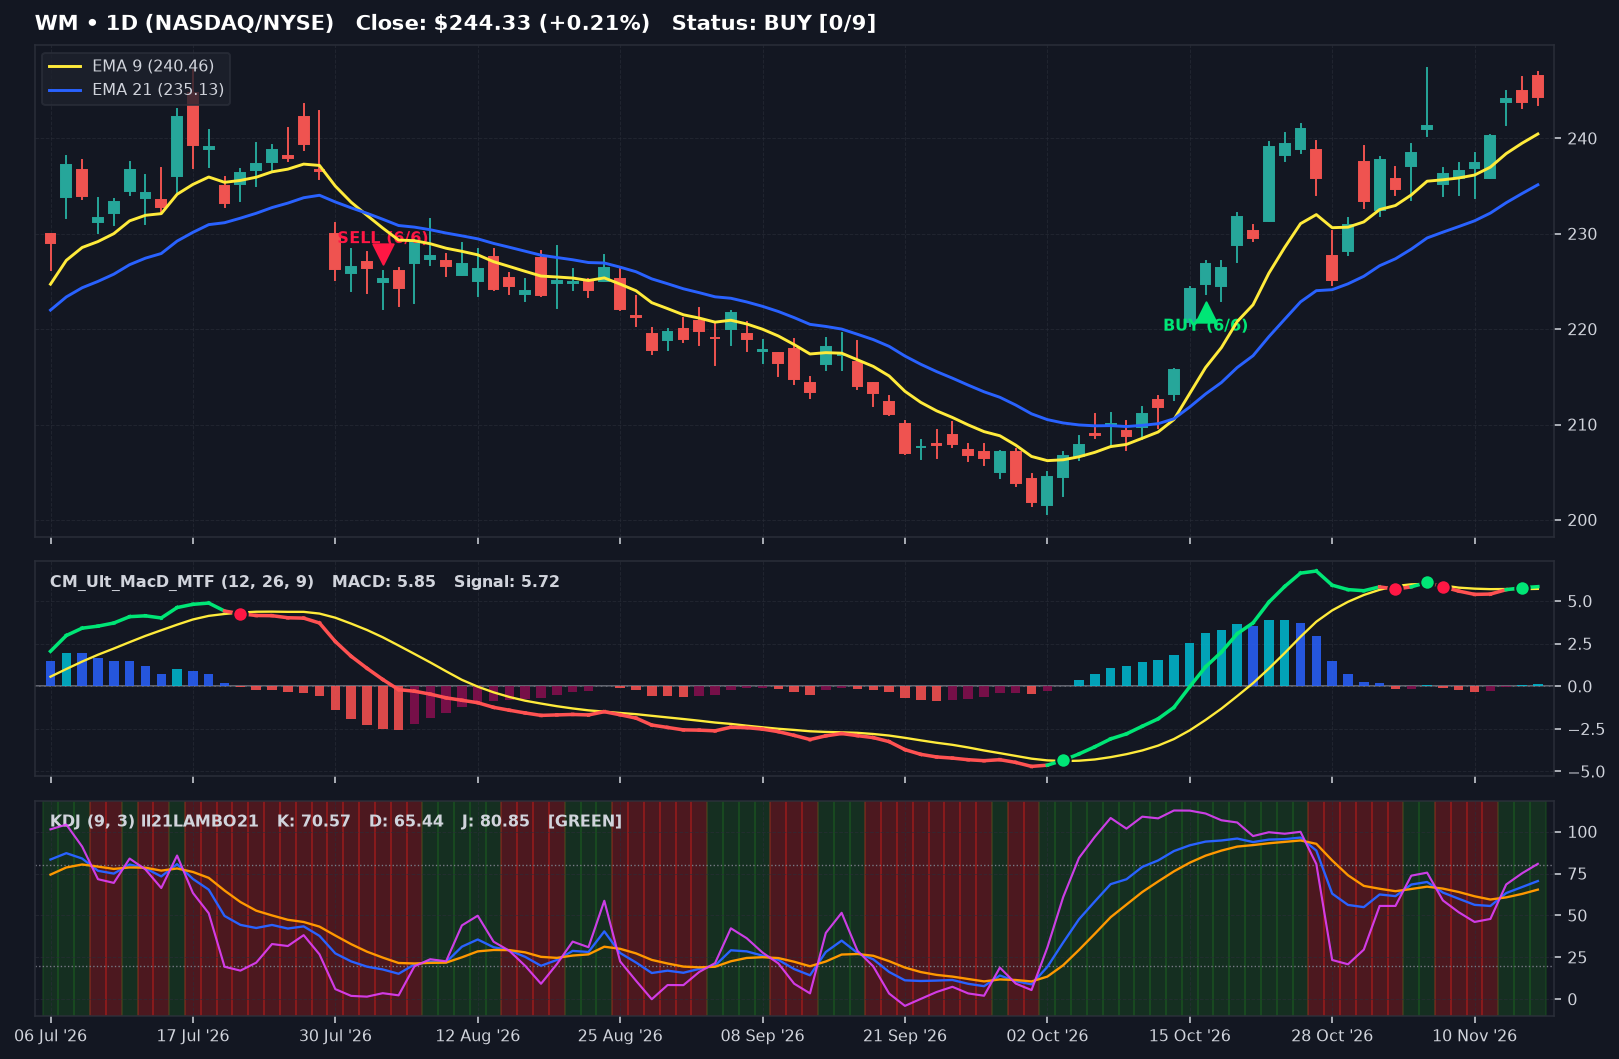 WM • 1D (NASDAQ/NYSE)   Close: $244.33 (+0.21%)   Status: BUY [0/9]
EMA 9 (240.46)
EMA 21 (235.13)
SELL (6/6)
BUY (6/6)
240
230
220
210
200
CM_Ult_MacD_MTF (12, 26, 9)   MACD: 5.85   Signal: 5.72
5.0
2.5
0.0
−2.5
−5.0
KDJ (9, 3) II21LAMBO21   K: 70.57   D: 65.44   J: 80.85   [GREEN]
100
75
50
25
0
06 Jul '26
17 Jul '26
30 Jul '26
12 Aug '26
25 Aug '26
08 Sep '26
21 Sep '26
02 Oct '26
15 Oct '26
28 Oct '26
10 Nov '26